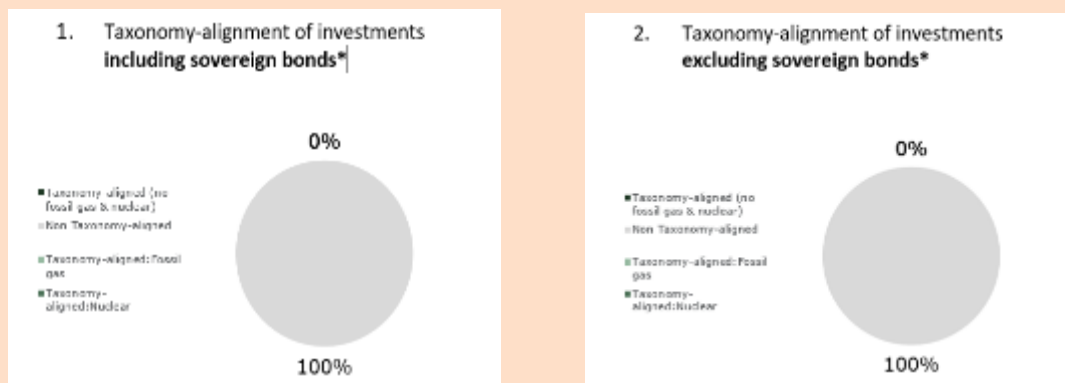 1. Taxonomy-alignment of investments
including sovereign bonds*
0%
Taxonomy-aligned (no
fossil gas & nuclear)
Non Taxonomy-aligned
Taxonomy-aligned:Fossil
gas
Taxonomy-
aligned:Nuclear
100%
2. Taxonomy-alignment of investments
excluding sovereign bonds*
0%
Taxonomy-aligned (no
fossil gas & nuclear)
Non Taxonomy-aligned
Taxonomy-aligned:Fossil
gas
Taxonomy-
aligned:Nuclear
100%